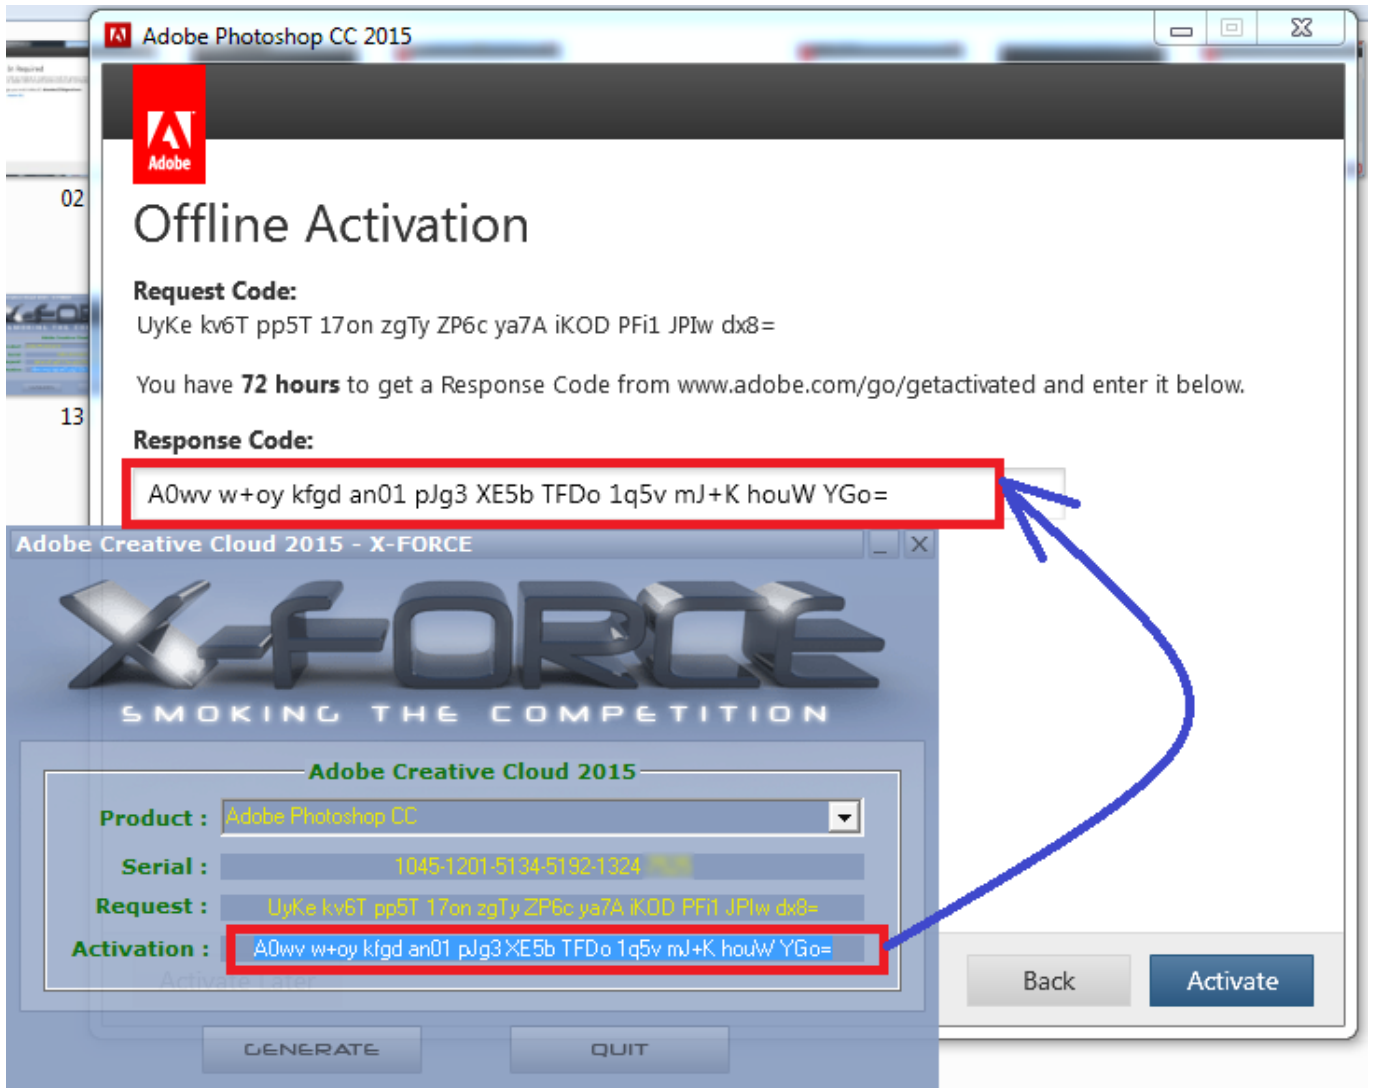 Adobe Photoshop CC 2015
Adobe
02
Offline Activation
Request Code:
UyKe kv6T pp5T 17on zgTy ZP6c ya7A iKOD PFi1 JPIw dx8=
You have 72 hours to get a Response Code from www.adobe.com/go/getactivated and enter it below.
13
Response Code:
A0wv w+oy kfgd an01 pJg3 XE5b TFDo 1q5v mJ+K houW YGo=
Adobe Creative Cloud 2015 - X-FORCE
X-FORCE
SMOKING THE COMPETITION
Adobe Creative Cloud 2015
Product : Adobe Photoshop CC
Serial : 1045-1201-5134-5192-1324
Request : UyKe kv6T pp5T 17on zgTy ZP6c ya7A iKOD PFi1 JPIw dx8=
Activation : A0wv w+oy kfgd an01 pJg3 XE5b TFDo 1q5v mJ+K houW YGo=
Activate Later
Back
Activate
GENERATE
QUIT